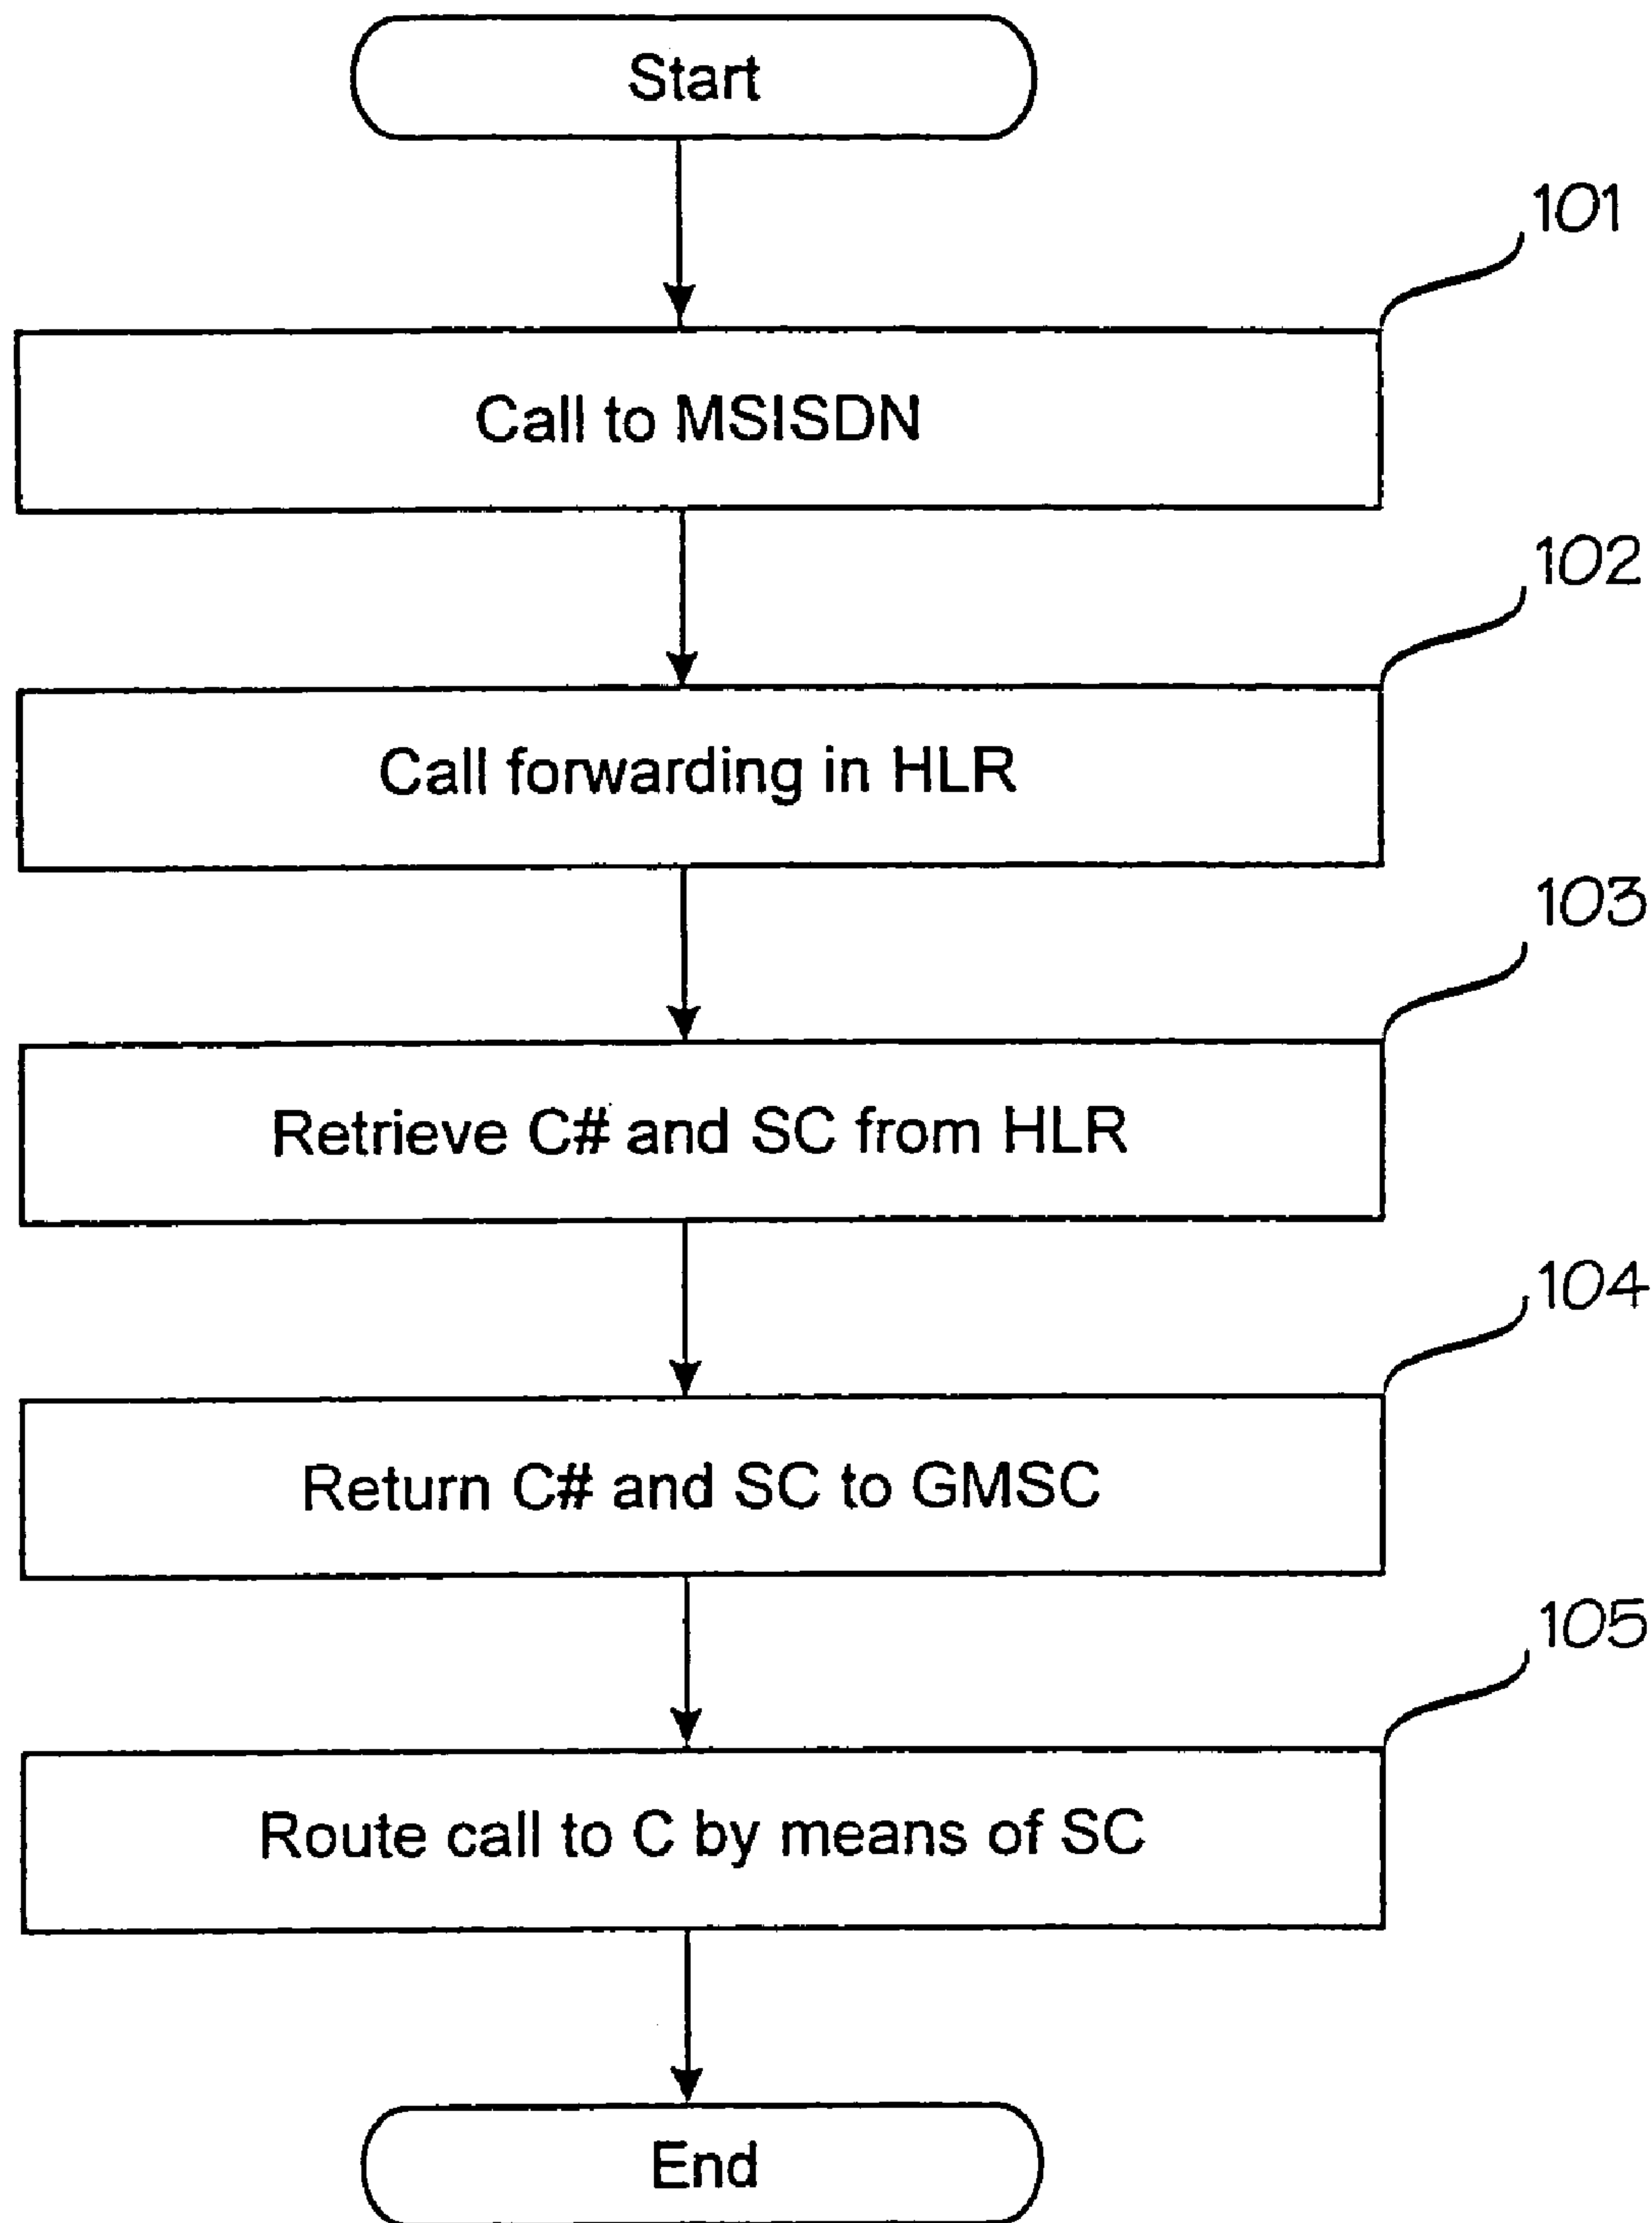 Start
101
Call to MSISDN
102
Call forwarding in HLR
103
Retrieve C# and SC from HLR
104
Return C# and SC to GMSC
105
Route call to C by means of SC
End